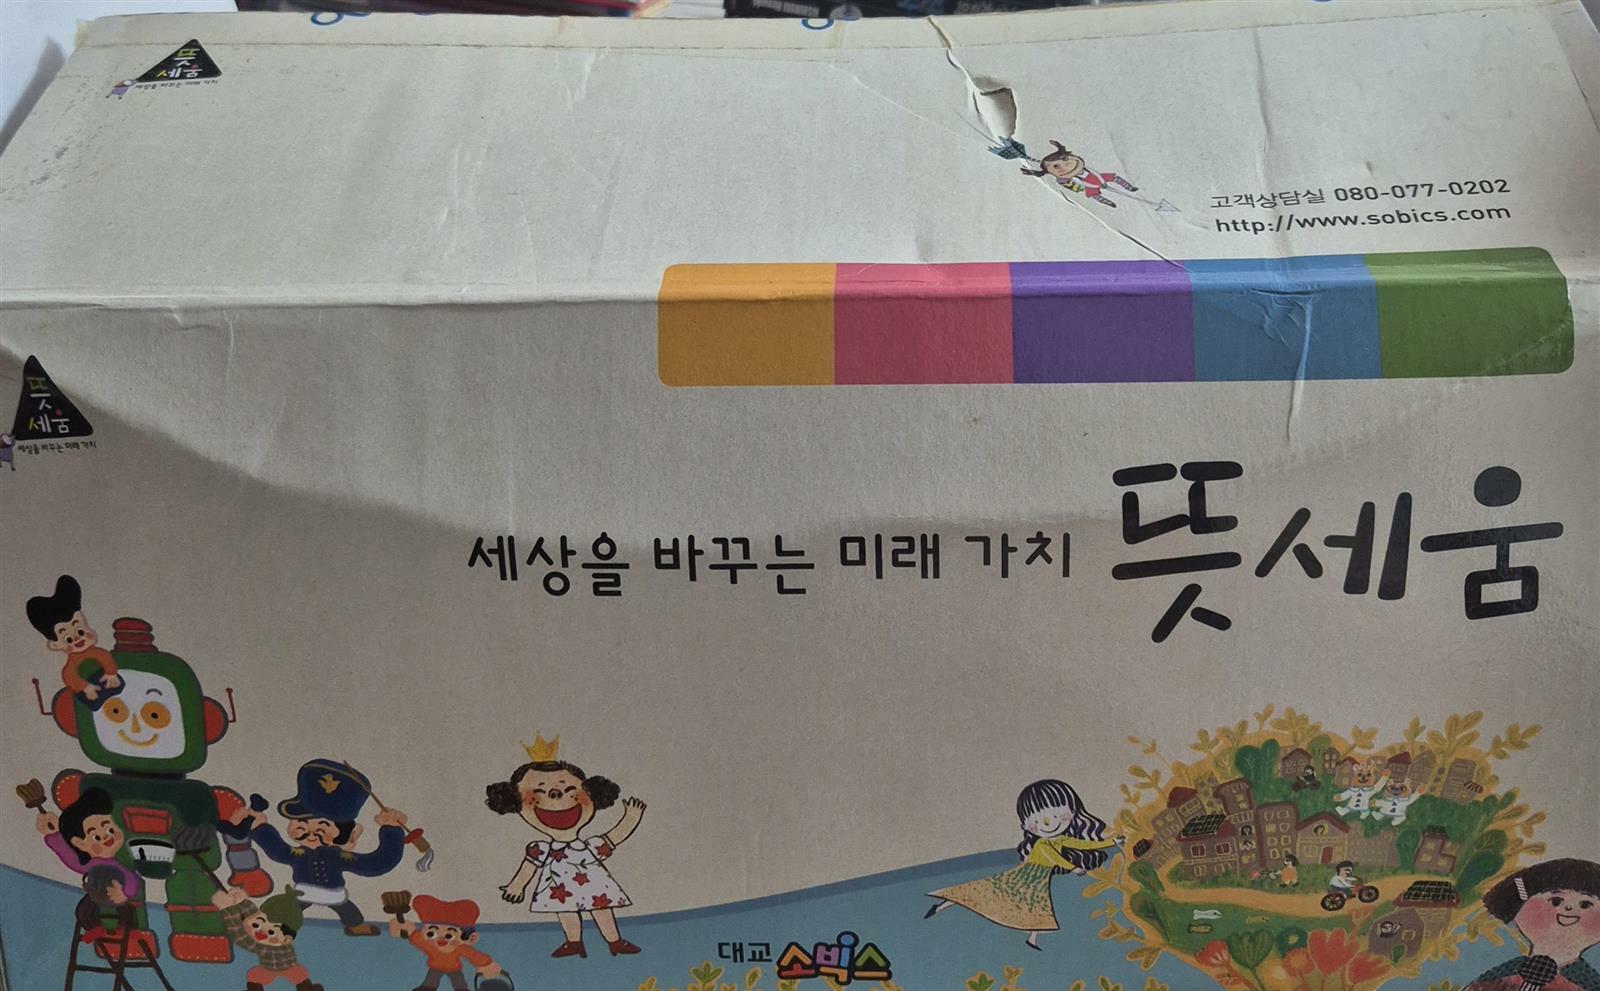 뜻
세움
세상을 바꾸는 미래 가치
고객상담실 080-077-0202
http://www.sobics.com
뜻
세움
세상을 바꾸는 미래 가치
세상을 바꾸는 미래 가치 뜻세움
대교 소빅스